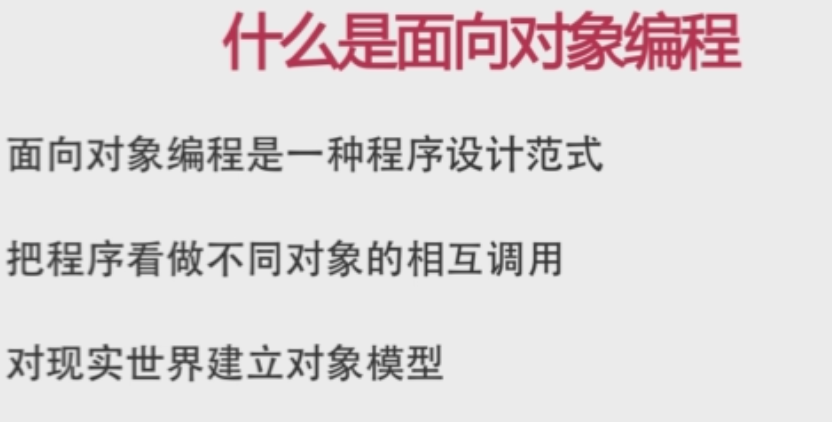 什么是面向对象编程
面向对象编程是一种程序设计范式
把程序看做不同对象的相互调用
对现实世界建立对象模型